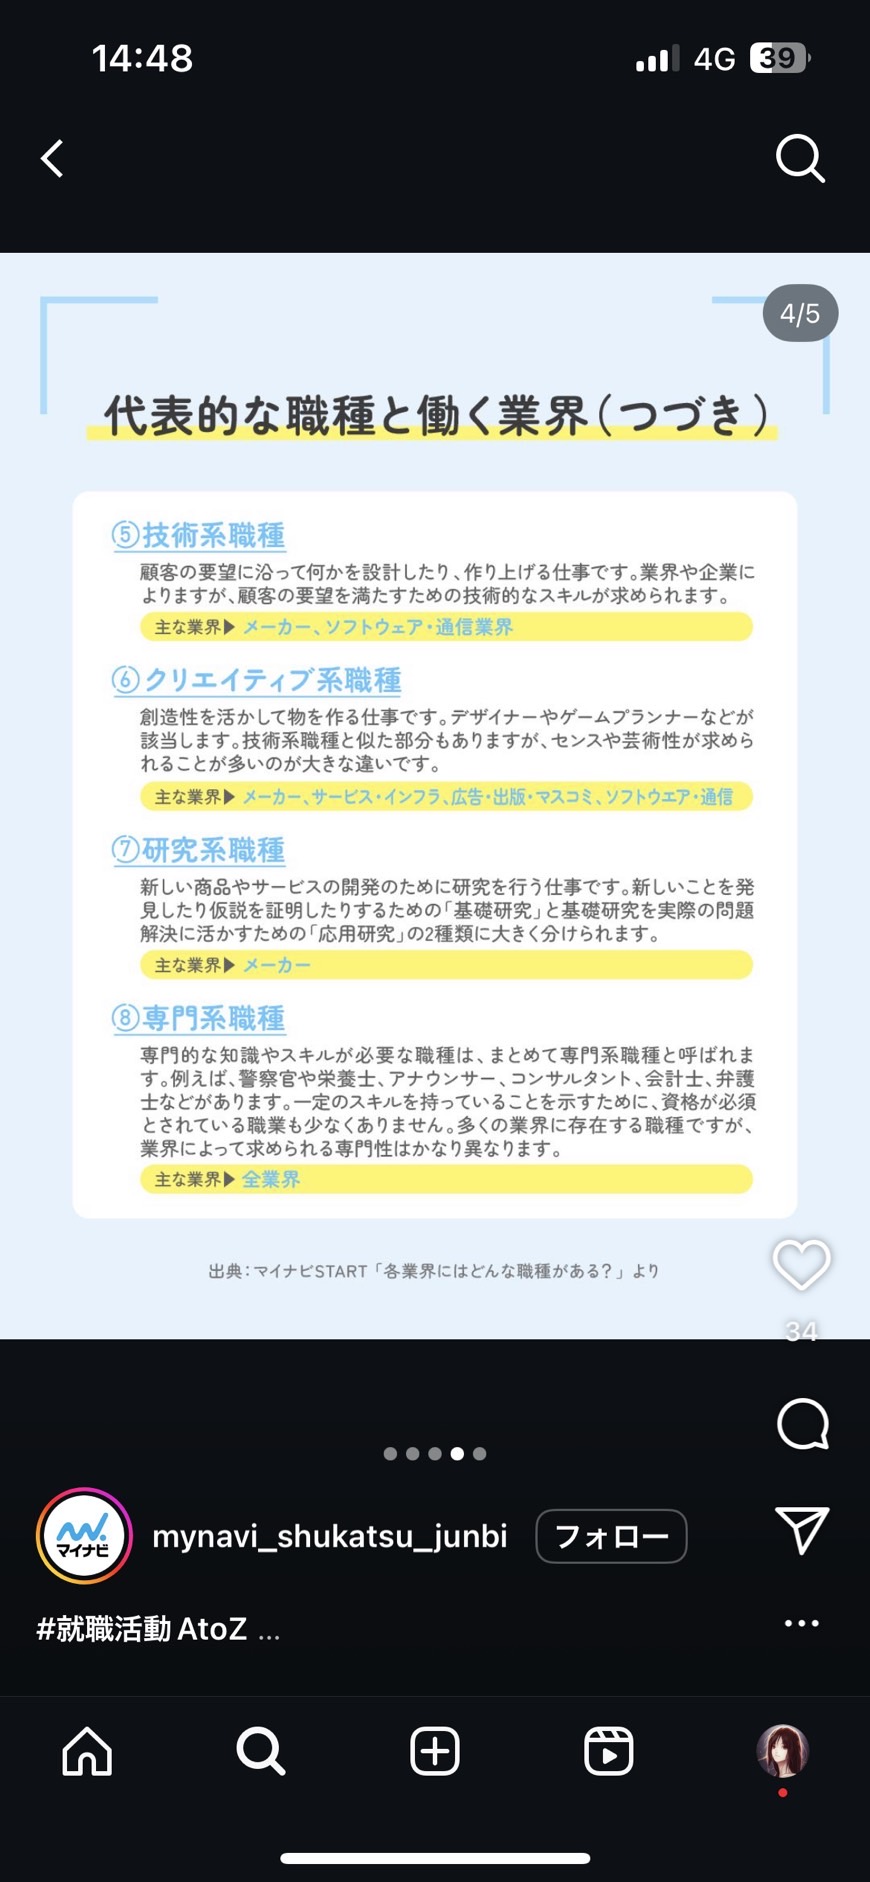 14:48
4G 39
4/5
代表的な職種と働く業界（つづき）
⑤技術系職種
顧客の要望に沿って何かを設計したり、作り上げる仕事です。業界や企業に
よりますが、顧客の要望を満たすための技術的なスキルが求められます。
主な業界▶ メーカー、ソフトウェア・通信業界
⑥クリエイティブ系職種
創造性を活かして物を作る仕事です。デザイナーやゲームプランナーなどが
該当します。技術系職種と似た部分もありますが、センスや芸術性が求めら
れることが多いのが大きな違いです。
主な業界▶ メーカー、サービス・インフラ、広告・出版・マスコミ、ソフトウエア・通信
⑦研究系職種
新しい商品やサービスの開発のために研究を行う仕事です。新しいことを発
見したり仮説を証明したりするための「基礎研究」と基礎研究を実際の問題
解決に活かすための「応用研究」の2種類に大きく分けられます。
主な業界▶ メーカー
⑧専門系職種
専門的な知識やスキルが必要な職種は、まとめて専門系職種と呼ばれま
す。例えば、警察官や栄養士、アナウンサー、コンサルタント、会計士、弁護
士などがあります。一定のスキルを持っていることを示すために、資格が必須
とされている職業も少なくありません。多くの業界に存在する職種ですが、
業界によって求められる専門性はかなり異なります。
主な業界▶ 全業界
出典：マイナビSTART「各業界にはどんな職種がある？」より
34
マイナビ
mynavi_shukatsu_junbi
フォロー
#就職活動 AtoZ ...